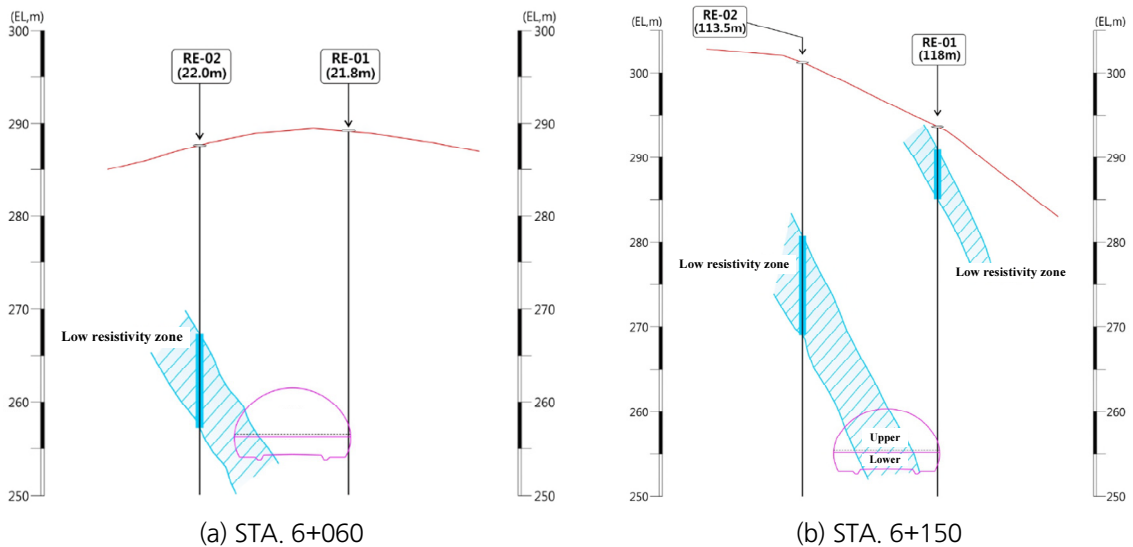 (EL,m)
300
290
280
270
260
250
RE-02
(22.0m)
RE-01
(21.8m)
Low resistivity zone
(EL,m)
300
290
280
270
260
250
(a) STA. 6+060
(EL,m)
300
290
280
270
260
250
RE-02
(113.5m)
RE-01
(118m)
Low resistivity zone
Low resistivity zone
Upper
Lower
(EL,m)
300
290
280
270
260
250
(b) STA. 6+150